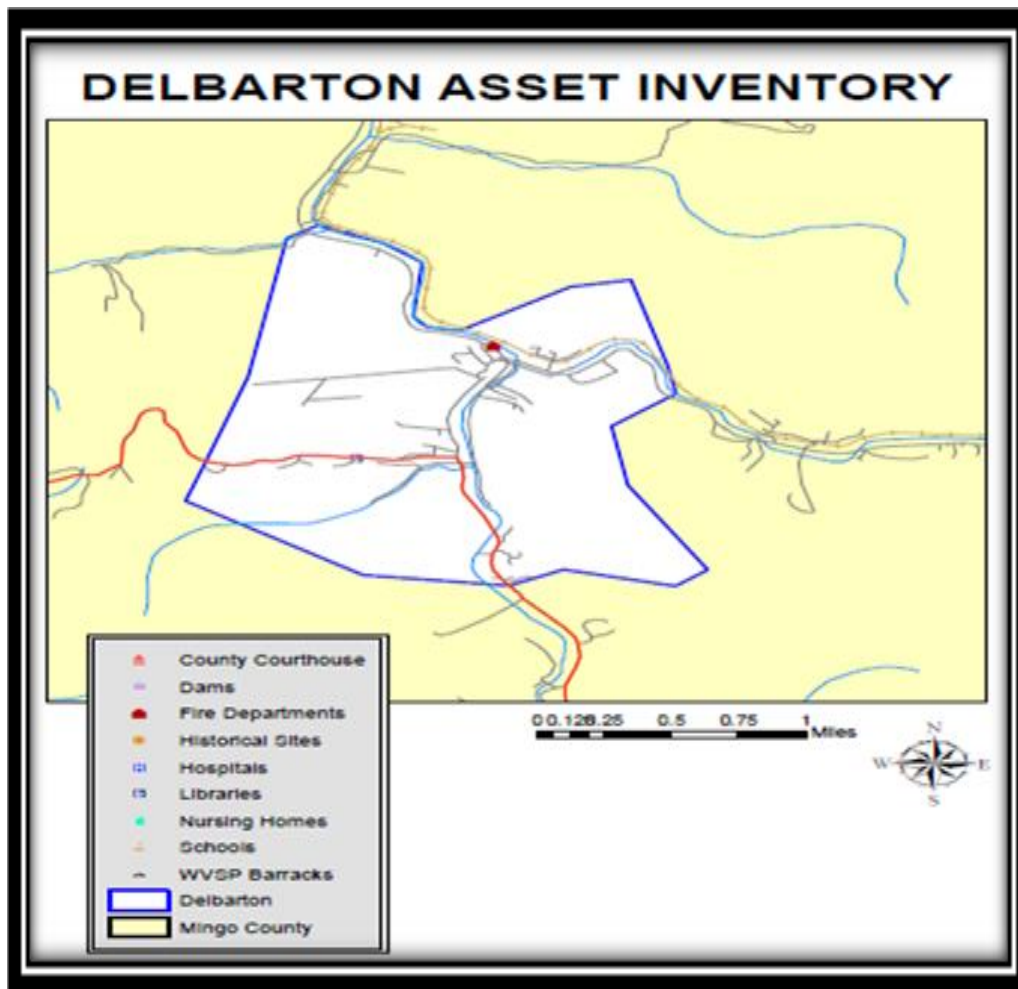 DELBARTON ASSET INVENTORY
County Courthouse
Dams
Fire Departments
Historical Sites
Hospitals
Libraries
Nursing Homes
Schools
WVSP Barracks
Delbarton
Mingo County
0 0.125 0.25 0.5 0.75 1
Miles
N
W E
S